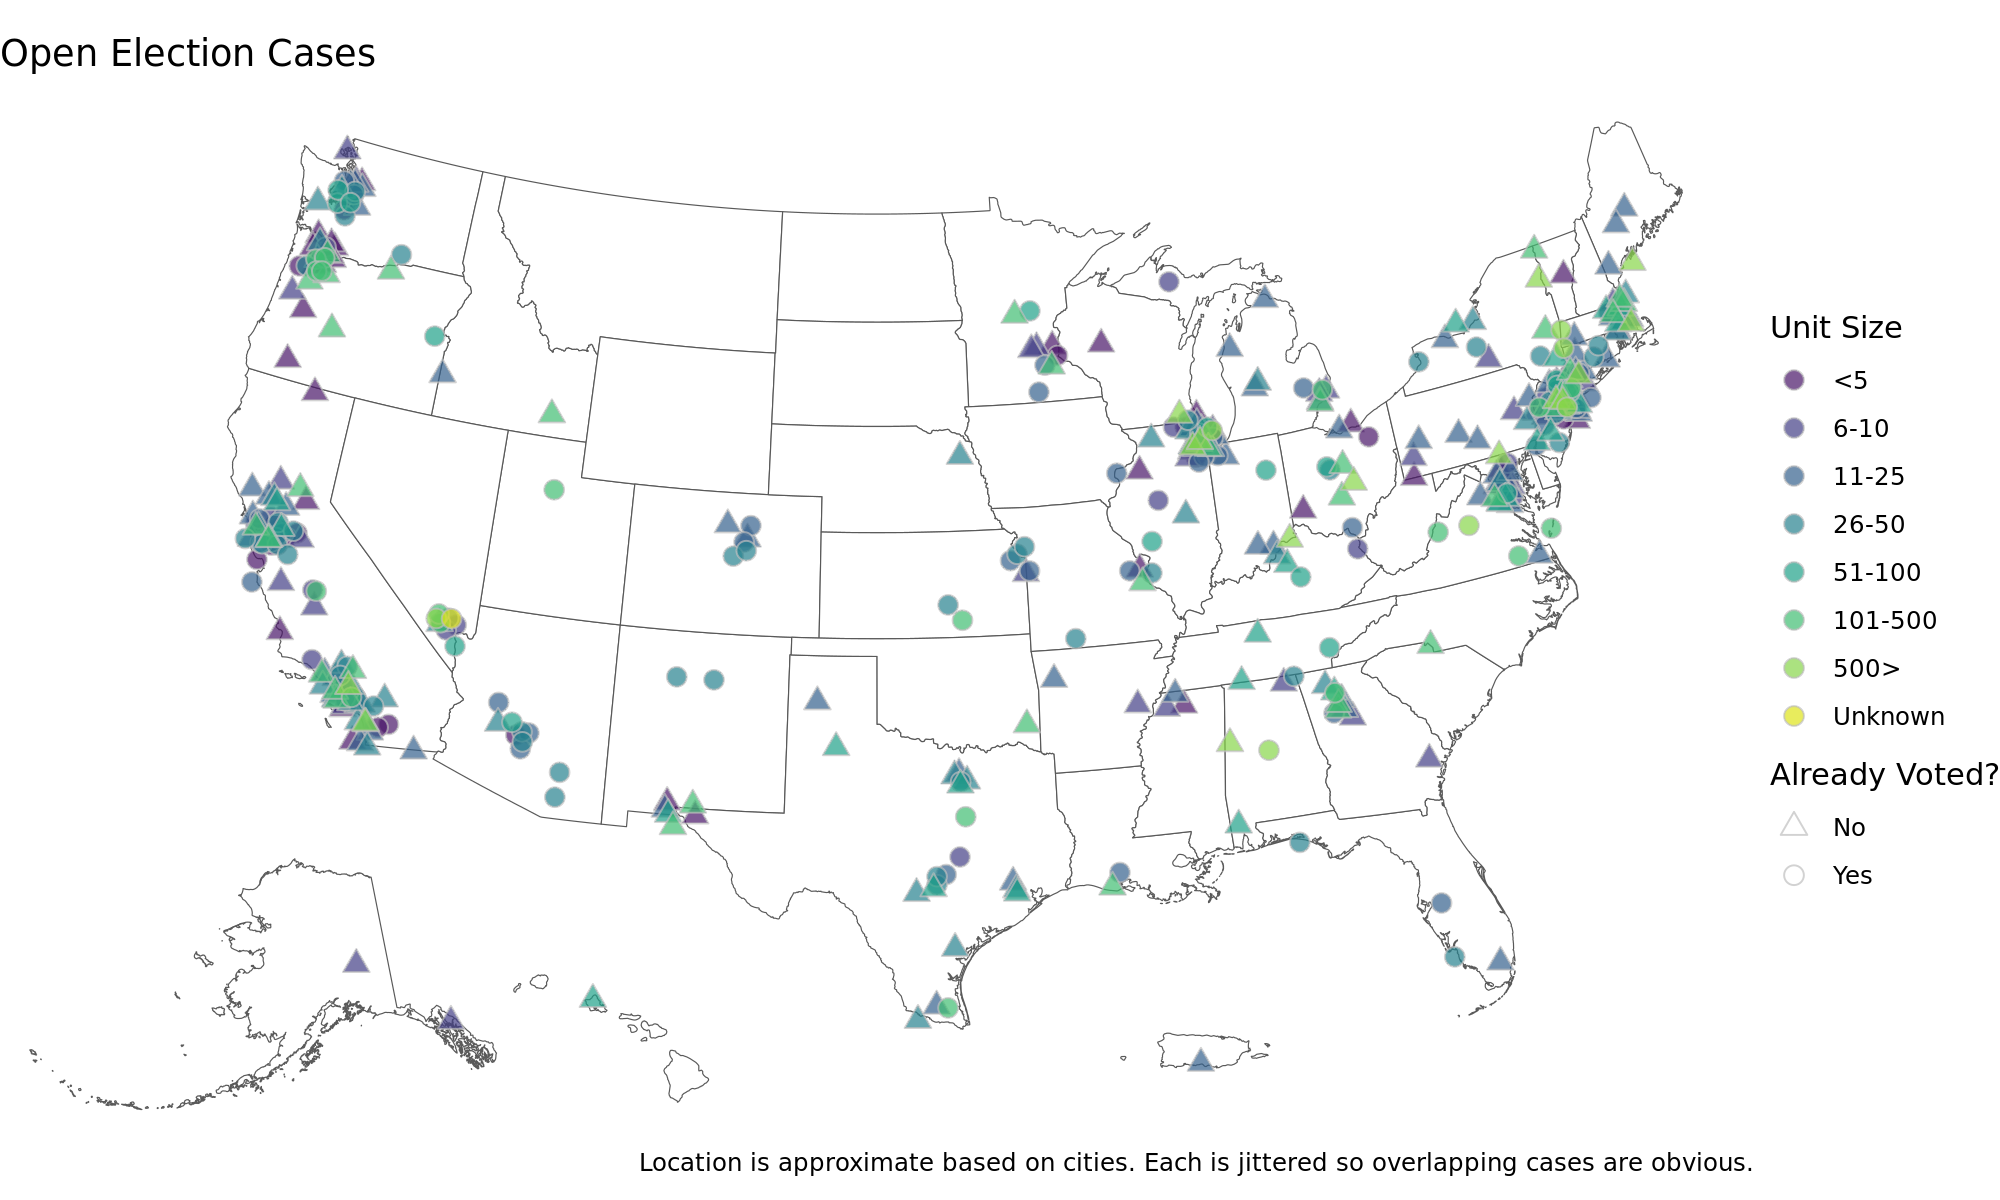 Open Election Cases
Unit Size
<5
6-10
11-25
26-50
51-100
101-500
500>
Unknown
Already Voted?
No
Yes
Location is approximate based on cities. Each is jittered so overlapping cases are obvious.